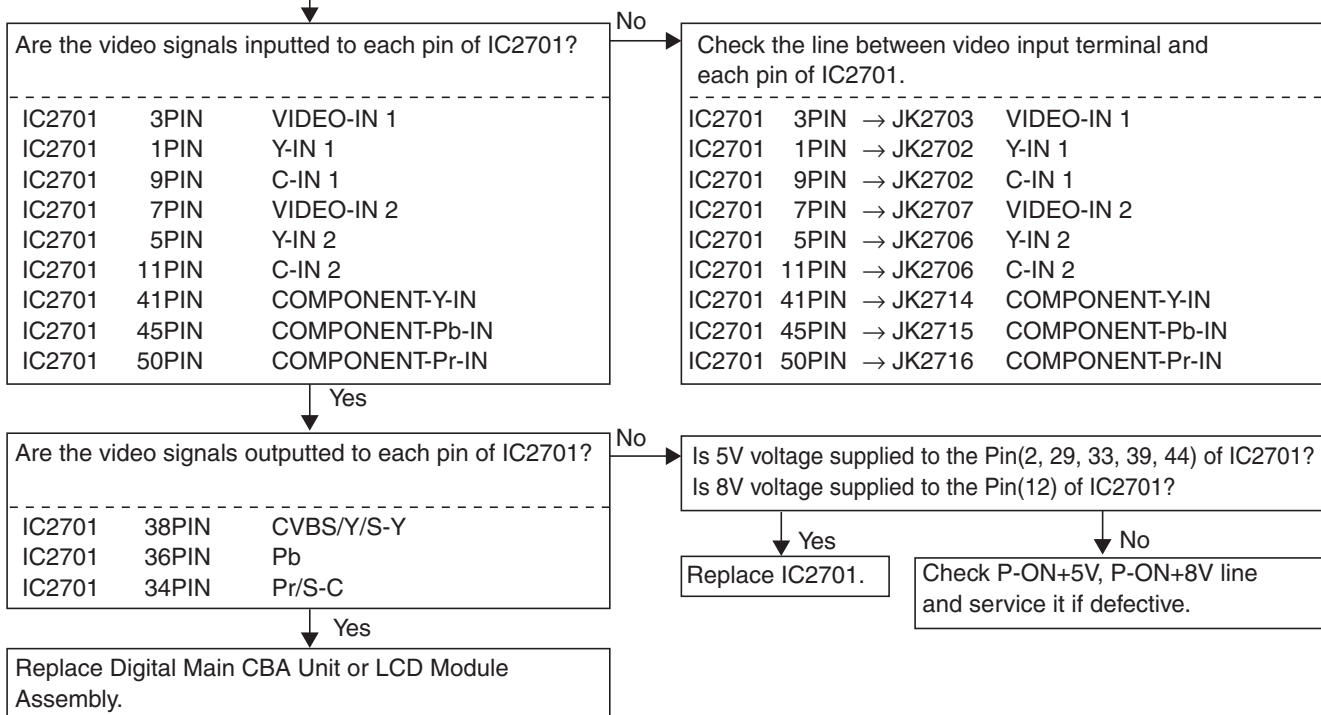 No
Are the video signals inputted to each pin of IC2701?
IC2701 3PIN VIDEO-IN 1
IC2701 1PIN Y-IN 1
IC2701 9PIN C-IN 1
IC2701 7PIN VIDEO-IN 2
IC2701 5PIN Y-IN 2
IC2701 11PIN C-IN 2
IC2701 41PIN COMPONENT-Y-IN
IC2701 45PIN COMPONENT-Pb-IN
IC2701 50PIN COMPONENT-Pr-IN
Check the line between video input terminal and
each pin of IC2701.
IC2701 3PIN → JK2703 VIDEO-IN 1
IC2701 1PIN → JK2702 Y-IN 1
IC2701 9PIN → JK2702 C-IN 1
IC2701 7PIN → JK2707 VIDEO-IN 2
IC2701 5PIN → JK2706 Y-IN 2
IC2701 11PIN → JK2706 C-IN 2
IC2701 41PIN → JK2714 COMPONENT-Y-IN
IC2701 45PIN → JK2715 COMPONENT-Pb-IN
IC2701 50PIN → JK2716 COMPONENT-Pr-IN
Yes
No
Are the video signals outputted to each pin of IC2701?
IC2701 38PIN CVBS/Y/S-Y
IC2701 36PIN Pb
IC2701 34PIN Pr/S-C
Is 5V voltage supplied to the Pin(2, 29, 33, 39, 44) of IC2701?
Is 8V voltage supplied to the Pin(12) of IC2701?
Yes
No
Replace IC2701.
Check P-ON+5V, P-ON+8V line
and service it if defective.
Yes
Replace Digital Main CBA Unit or LCD Module
Assembly.